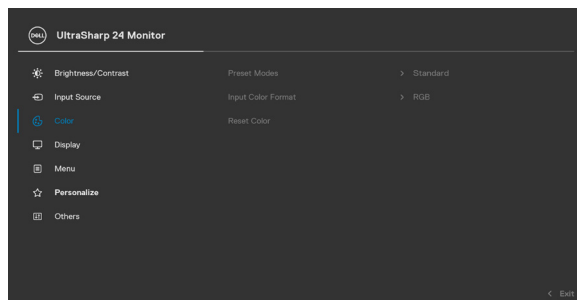 DELL UltraSharp 24 Monitor
Brightness/Contrast Preset Modes > Standard
Input Source Input Color Format > RGB
Color Reset Color
Display
Menu
Personalize
Others
< Exit